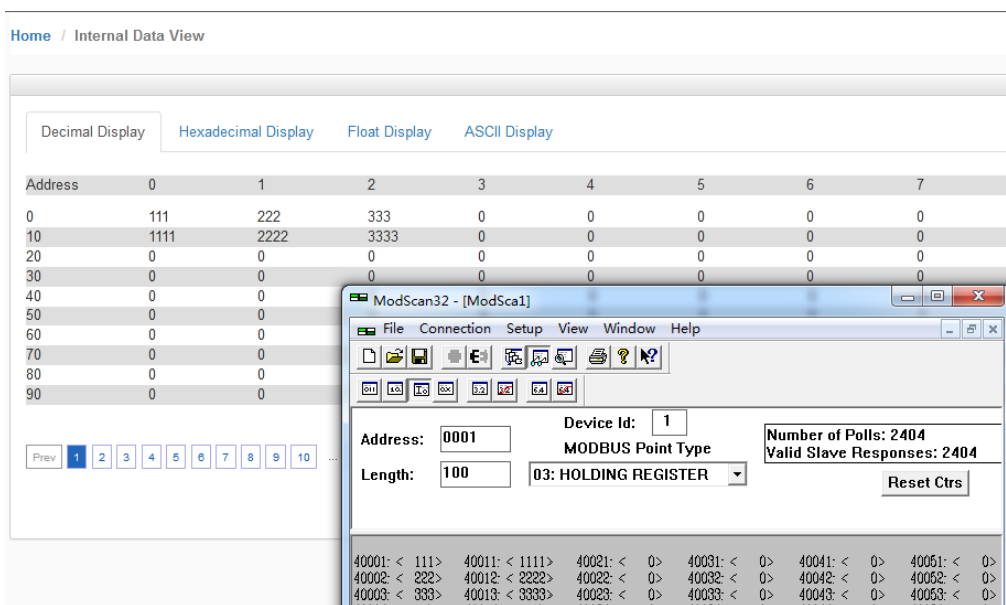 Home / Internal Data View
Decimal Display Hexadecimal Display Float Display ASCII Display
Address 0 1 2 3 4 5 6 7
0 111 222 333 0 0 0 0 0
10 1111 2222 3333 0 0 0 0 0
20 0 0 0 0 0 0 0 0
30 0 0 0 0 0 0 0 0
40 0 0
50 0 0
60 0 0
70 0 0
80 0 0
90 0 0
Prev 1 2 3 4 5 6 7 8 9 10 ...
ModScan32 - [ModSca1]
File Connection Setup View Window Help
Address: 0001
Length: 100
Device Id: 1
MODBUS Point Type
03: HOLDING REGISTER
Number of Polls: 2404
Valid Slave Responses: 2404
Reset Ctrs
40001: < 111> 40011: < 1111> 40021: < 0> 40031: < 0> 40041: < 0> 40051: < 0>
40002: < 222> 40012: < 2222> 40022: < 0> 40032: < 0> 40042: < 0> 40052: < 0>
40003: < 333> 40013: < 3333> 40023: < 0> 40033: < 0> 40043: < 0> 40053: < 0>